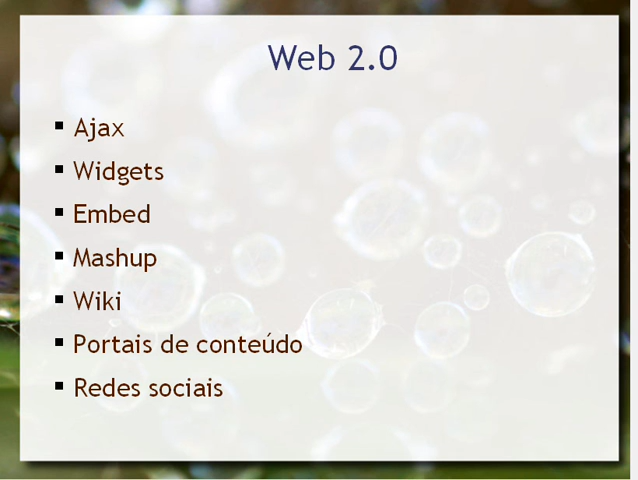 Web 2.0
▪ Ajax
▪ Widgets
▪ Embed
▪ Mashup
▪ Wiki
▪ Portais de conteúdo
▪ Redes sociais